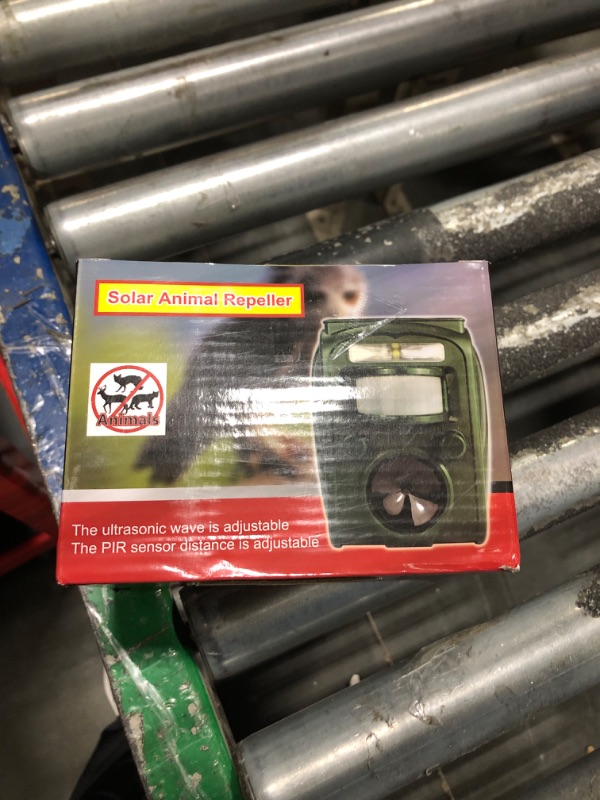 Solar Animal Repeller
Animals
The ultrasonic wave is adjustable
The PIR sensor distance is adjustable